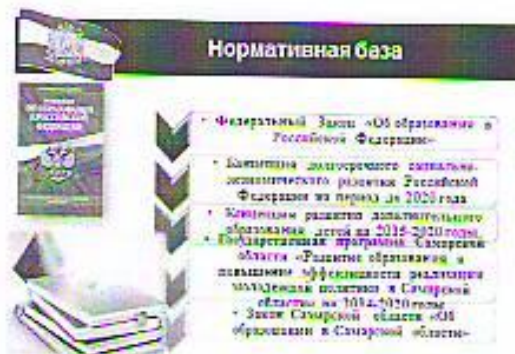 Нормативная база
• Федеральный Закон «Об образовании в
Российской Федерации»
• Концепция долгосрочного социально-
экономического развития Российской
Федерации на период до 2020 года
• Концепция развития дополнительного
образования детей на 2015-2020 годы,
• Государственная программа Самарской
области «Развитие образования и
повышение эффективности реализации
молодежной политики в Самарской
области» на 2014-2020 годы
• Закон Самарской области «Об
образовании в Самарской области»